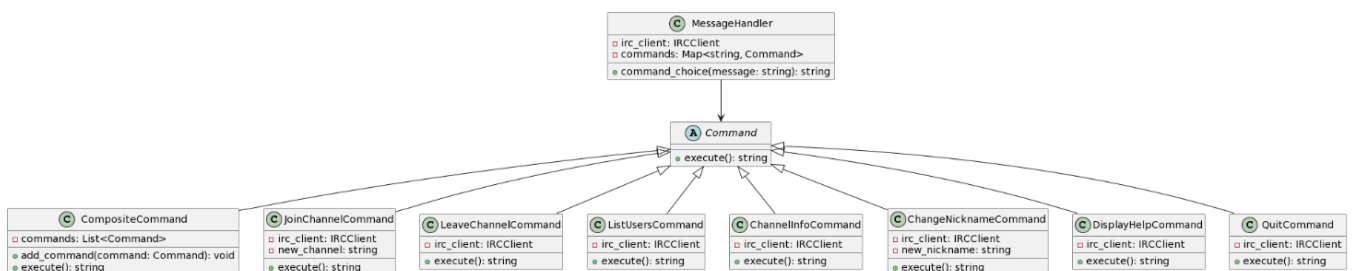 C MessageHandler
irc_client: IRCClient
commands: Map<string, Command>
command_choice(message: string): string
A Command
execute(): string
C CompositeCommand
commands: List<Command>
add_command(command: Command): void
execute(): string
C JoinChannelCommand
irc_client: IRCClient
new_channel: string
execute(): string
C LeaveChannelCommand
irc_client: IRCClient
execute(): string
C ListUsersCommand
irc_client: IRCClient
execute(): string
C ChannelInfoCommand
irc_client: IRCClient
execute(): string
C ChangeNicknameCommand
irc_client: IRCClient
new_nickname: string
execute(): string
C DisplayHelpCommand
irc_client: IRCClient
execute(): string
C QuitCommand
irc_client: IRCClient
execute(): string